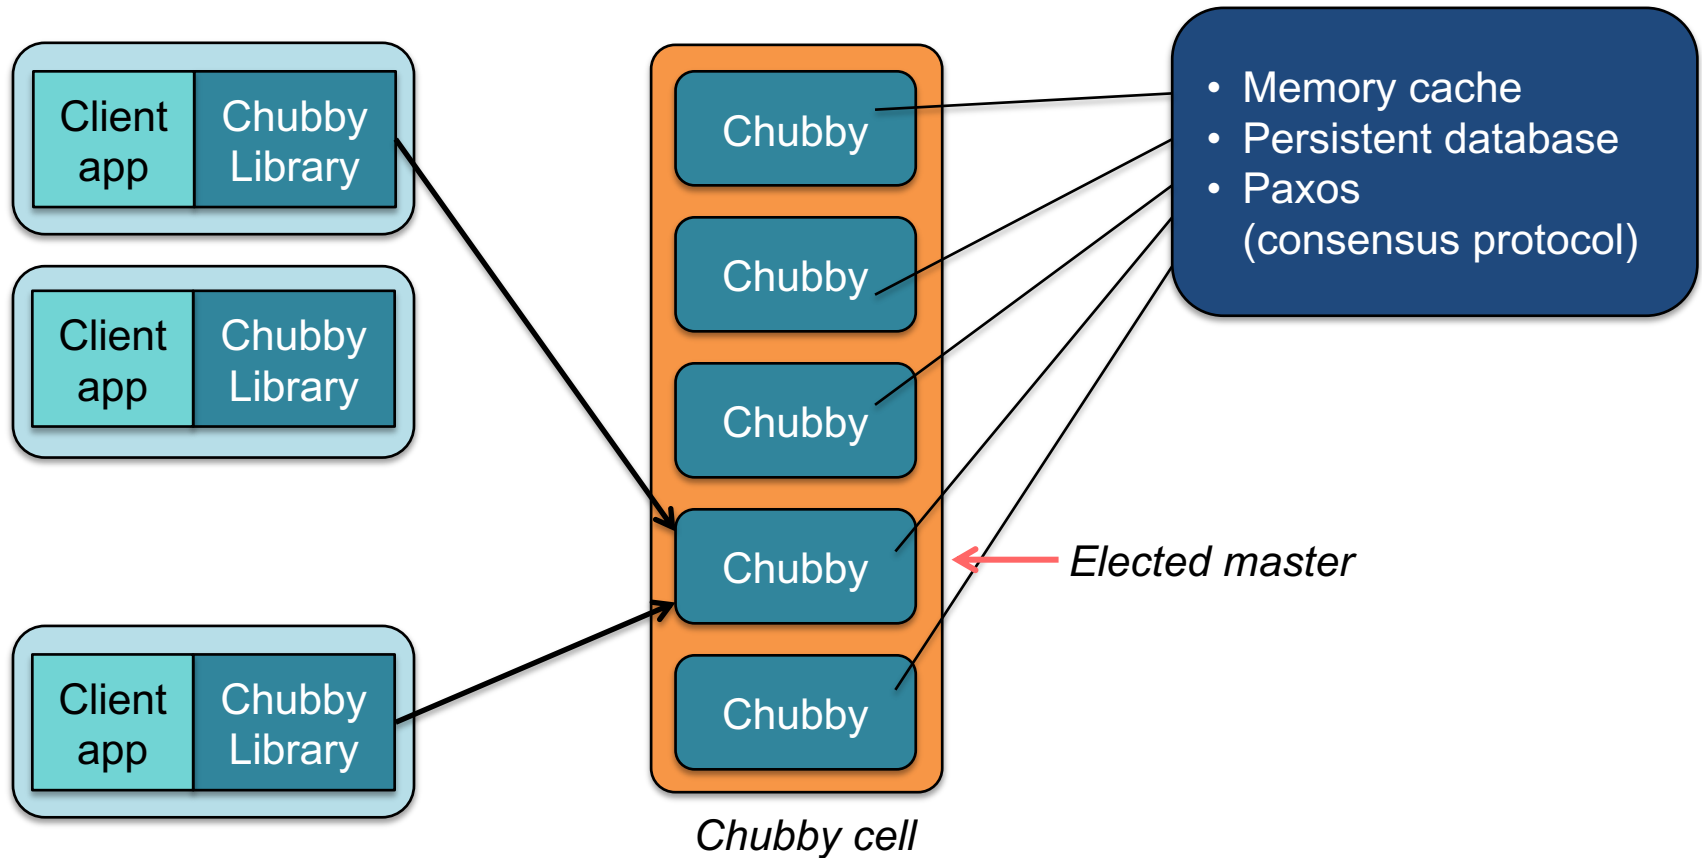 Client
app
Chubby
Library
Client
app
Chubby
Library
Client
app
Chubby
Library
Chubby
Chubby
Chubby
Chubby
Chubby
Chubby cell
• Memory cache
• Persistent database
• Paxos
(consensus protocol)
Elected master